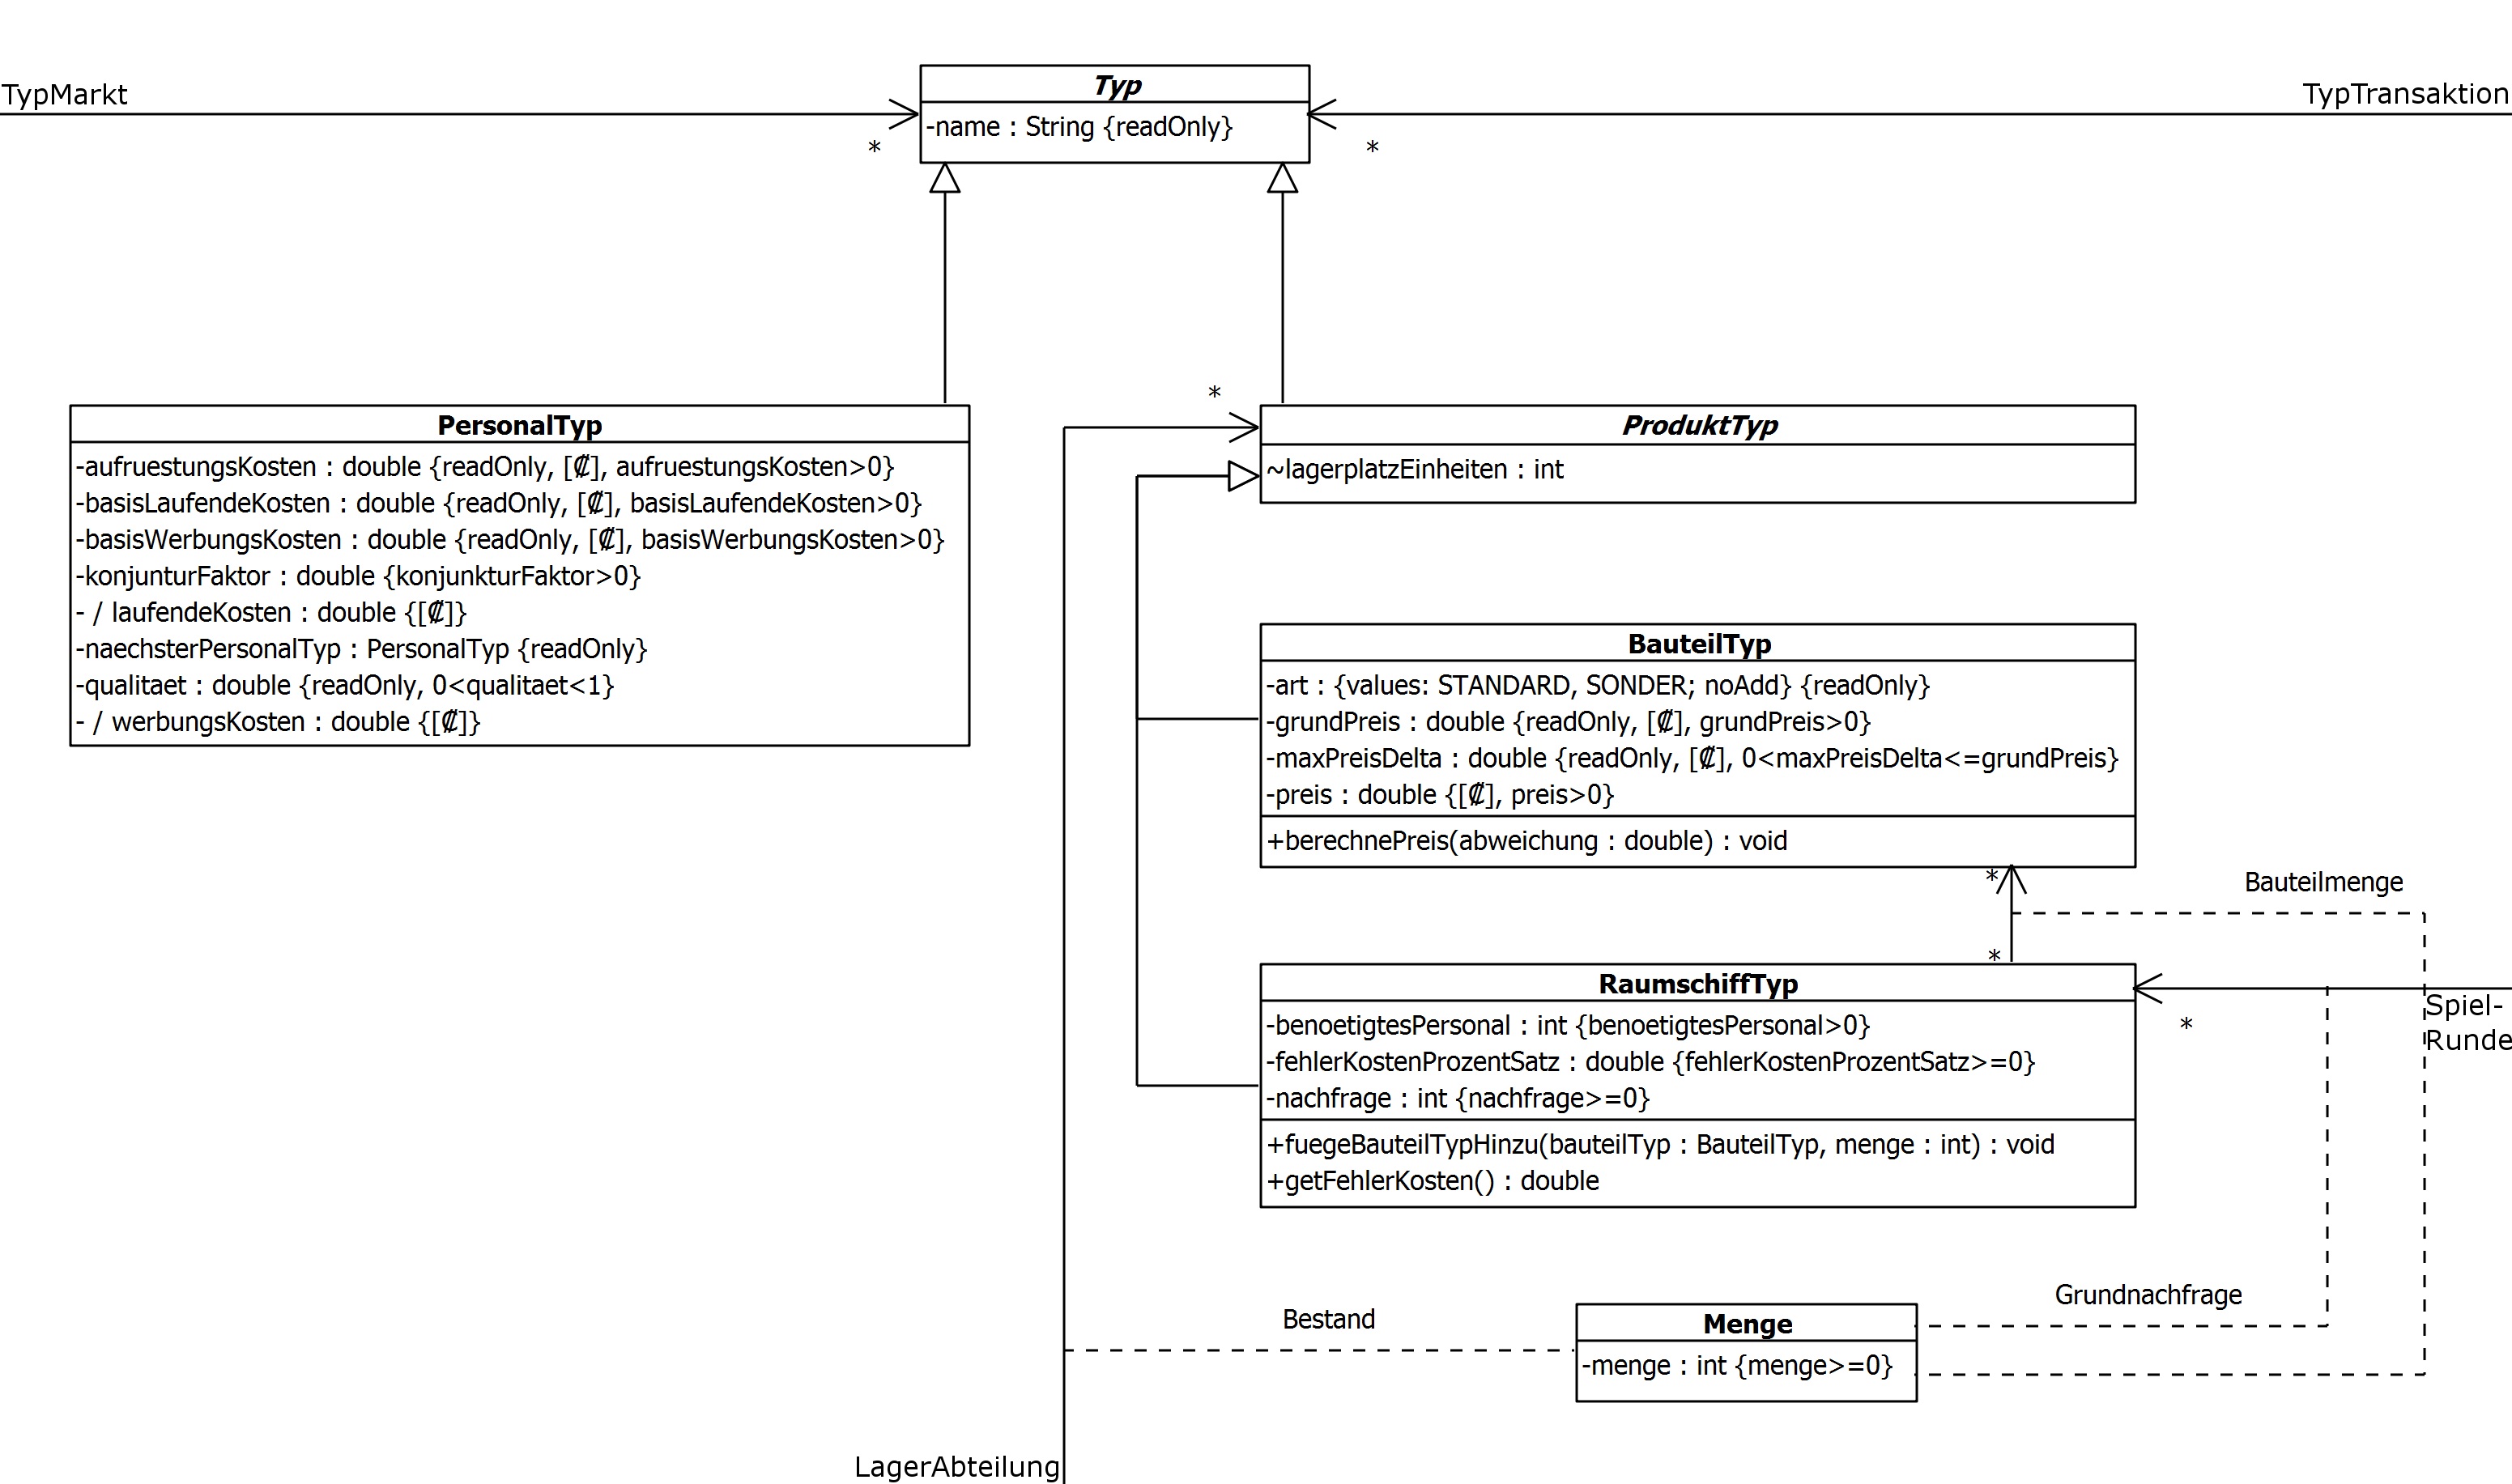 TypMarkt
Typ
TypTransaktion
-name : String {readOnly}
*
*
*
PersonalTyp
-aufruestungsKosten : double {readOnly, [₡], aufruestungsKosten>0}
-basisLaufendeKosten : double {readOnly, [₡], basisLaufendeKosten>0}
-basisWerbungsKosten : double {readOnly, [₡], basisWerbungsKosten>0}
-konjunturFaktor : double {konjunkturFaktor>0}
- / laufendeKosten : double {[₡]}
-naechsterPersonalTyp : PersonalTyp {readOnly}
-qualitaet : double {readOnly, 0<qualitaet<1}
- / werbungsKosten : double {[₡]}
ProduktTyp
~lagerplatzEinheiten : int
BauteilTyp
-art : {values: STANDARD, SONDER; noAdd} {readOnly}
-grundPreis : double {readOnly, [₡], grundPreis>0}
-maxPreisDelta : double {readOnly, [₡], 0<maxPreisDelta<=grundPreis}
-preis : double {[₡], preis>0}
+berechnePreis(abweichung : double) : void
*
Bauteilmenge
*
RaumschiffTyp
-benoetigtesPersonal : int {benoetigtesPersonal>0}
-fehlerKostenProzentSatz : double {fehlerKostenProzentSatz>=0}
-nachfrage : int {nachfrage>=0}
+fuegeBauteilTypHinzu(bauteilTyp : BauteilTyp, menge : int) : void
+getFehlerKosten() : double
*
Spiel-
Runde
Grundnachfrage
Bestand
Menge
-menge : int {menge>=0}
LagerAbteilung